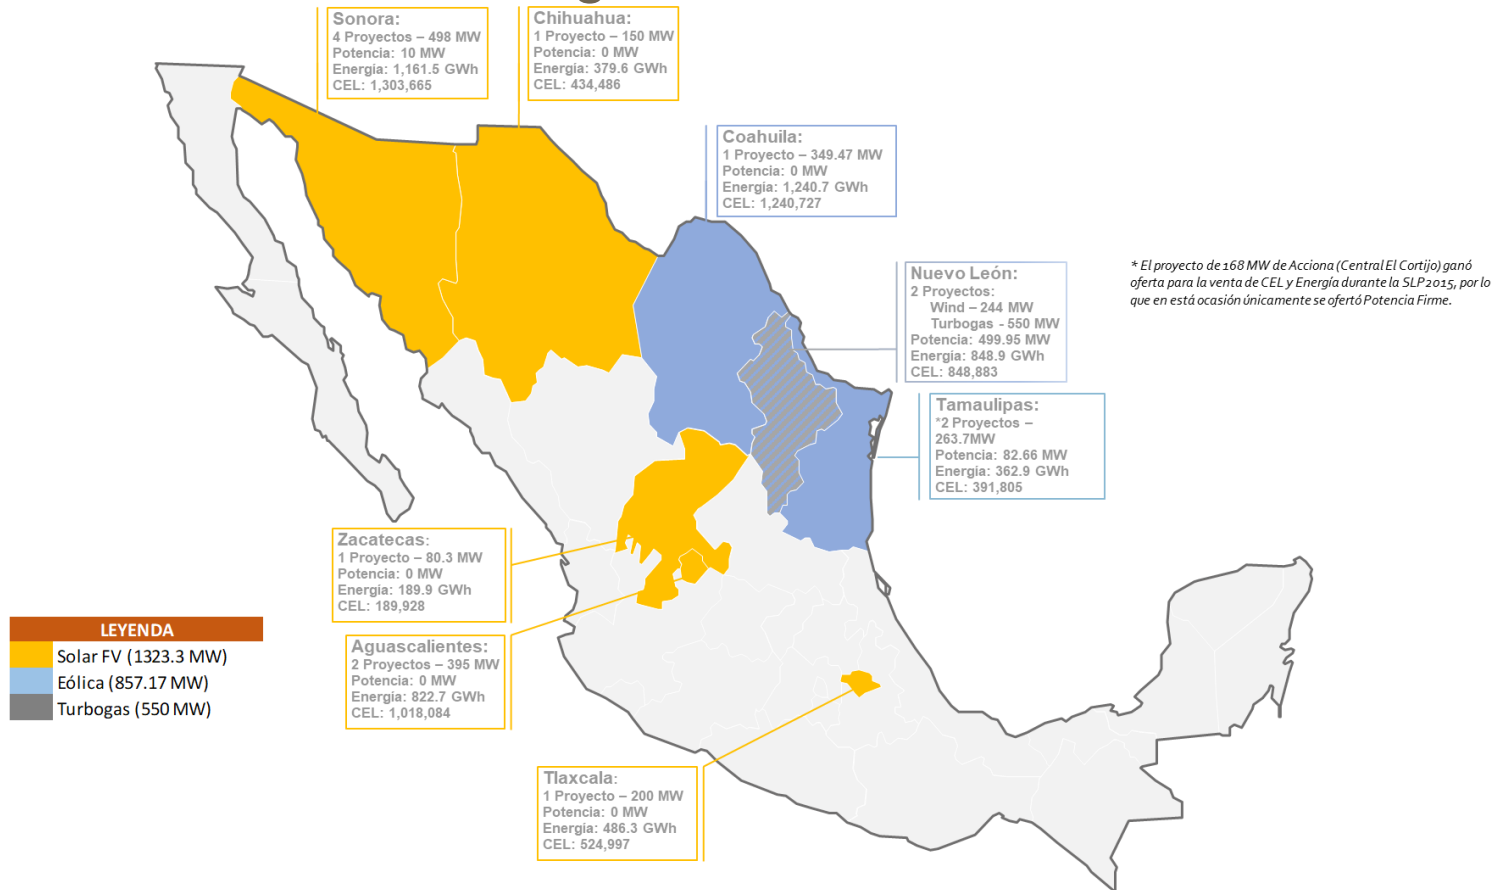 Sonora:
4 Proyectos – 498 MW
Potencia: 10 MW
Energía: 1,161.5 GWh
CEL: 1,303,665
Chihuahua:
1 Proyecto – 150 MW
Potencia: 0 MW
Energía: 379.6 GWh
CEL: 434,486
Coahuila:
1 Proyecto – 349.47 MW
Potencia: 0 MW
Energía: 1,240.7 GWh
CEL: 1,240,727
Nuevo León:
2 Proyectos:
Wind – 244 MW
Turbogas - 550 MW
Potencia: 499.95 MW
Energía: 848.9 GWh
CEL: 848,883
* El proyecto de 168 MW de Acciona (Central El Cortijo) ganó
oferta para la venta de CEL y Energía durante la SLP2015, por lo
que en está ocasión únicamente se ofertó Potencia Firme.
Tamaulipas:
*2 Proyectos –
263.7MW
Potencia: 82.66 MW
Energía: 362.9 GWh
CEL: 391,805
Zacatecas:
1 Proyecto – 80.3 MW
Potencia: 0 MW
Energía: 189.9 GWh
CEL: 189,928
Aguascalientes:
2 Proyectos – 395 MW
Potencia: 0 MW
Energía: 822.7 GWh
CEL: 1,018,084
LEYENDA
Solar FV (1323.3 MW)
Eólica (857.17 MW)
Turbogas (550 MW)
Tlaxcala:
1 Proyecto – 200 MW
Potencia: 0 MW
Energía: 486.3 GWh
CEL: 524,997